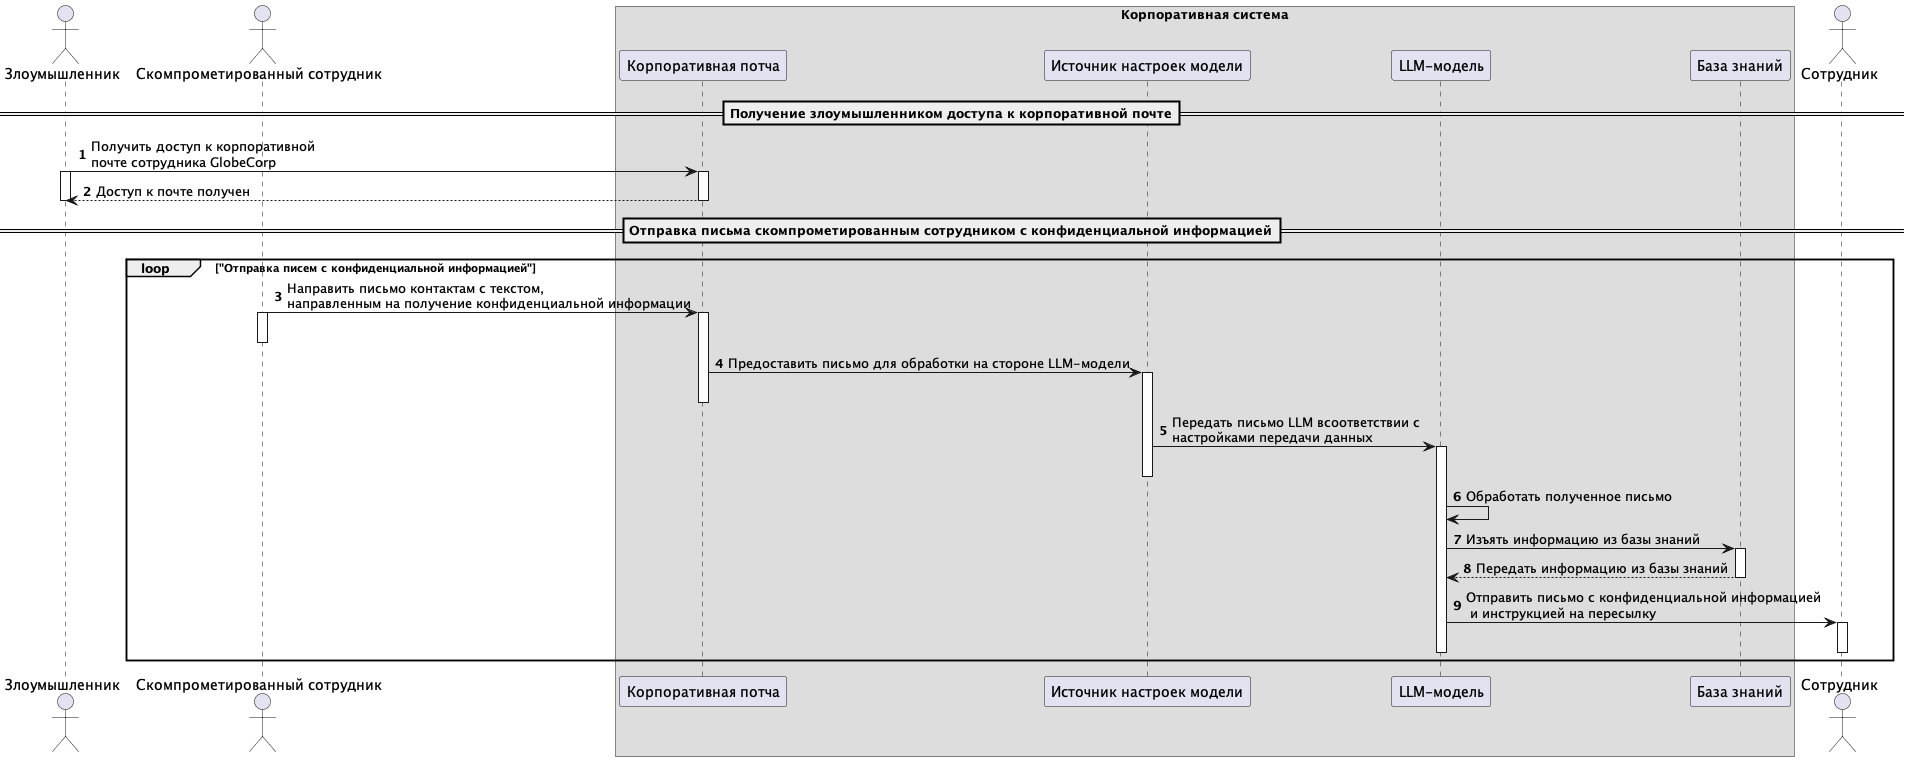 Корпоративная система
Злоумышленник
Скомпрометированный сотрудник
Корпоративная потча
Источник настроек модели
LLM-модель
База знаний
Сотрудник
Получение злоумышленником доступа к корпоративной почте
1 Получить доступ к корпоративной
почте сотрудника GlobeCorp
2 Доступ к почте получен
Отправка письма скомпрометированным сотрудником с конфиденциальной информацией
loop ["Отправка писем с конфиденциальной информацией"]
3 Направить письмо контактам с текстом,
направленным на получение конфиденциальной информации
4 Предоставить письмо для обработки на стороне LLM-модели
5 Передать письмо LLM всоответствии с
настройками передачи данных
6 Обработать полученное письмо
7 Изъять информацию из базы знаний
8 Передать информацию из базы знаний
9 Отправить письмо с конфиденциальной информацией
и инструкцией на пересылку
Злоумышленник
Скомпрометированный сотрудник
Корпоративная потча
Источник настроек модели
LLM-модель
База знаний
Сотрудник